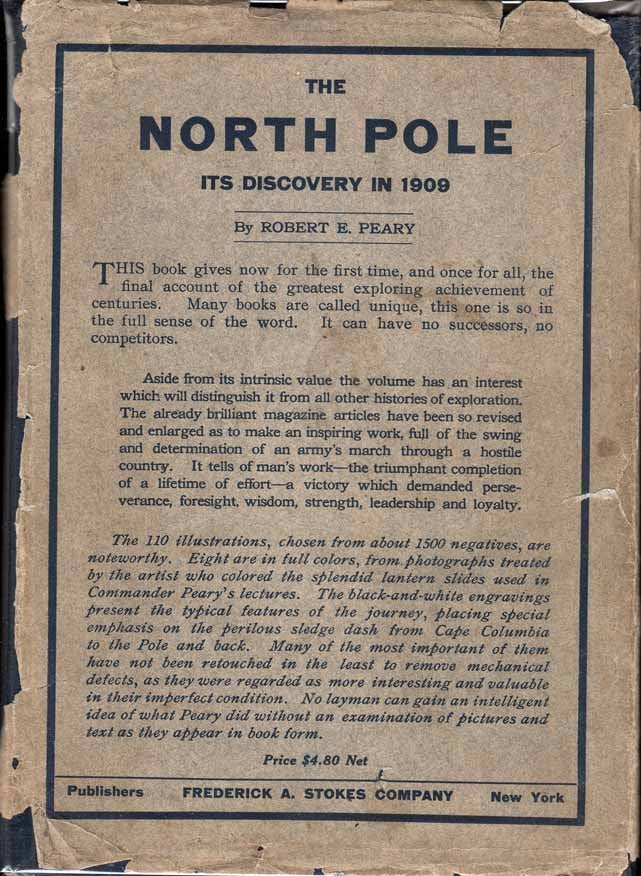 THE
NORTH POLE
ITS DISCOVERY IN 1909
By ROBERT E. PEARY
THIS book gives now for the first time, and once for all, the
final account of the greatest exploring achievement of
centuries. Many books are called unique, this one is so in
the full sense of the word. It can have no successors, no
competitors.
Aside from its intrinsic value the volume has an interest
which will distinguish it from all other histories of exploration.
The already brilliant magazine articles have been so revised
and enlarged as to make an inspiring work, full of the swing
and determination of an army's march through a hostile
country. It tells of man's work—the triumphant completion
of a lifetime of effort—a victory which demanded perse-
verance, foresight, wisdom, strength, leadership and loyalty.
The 110 illustrations, chosen from about 1500 negatives, are
noteworthy. Eight are in full colors, from photographs treated
by the artist who colored the splendid lantern slides used in
Commander Peary's lectures. The black-and-white engravings
present the typical features of the journey, placing special
emphasis on the perilous sledge dash from Cape Columbia
to the Pole and back. Many of the most important of them
have not been retouched in the least to remove mechanical
defects, as they were regarded as more interesting and valuable
in their imperfect condition. No layman can gain an intelligent
idea of what Peary did without an examination of pictures and
text as they appear in book form.
Price $4.80 Net
Publishers FREDERICK A. STOKES COMPANY New York